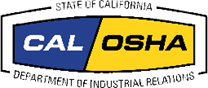 STATE OF CALIFORNIA
CAL OSHA
DEPARTMENT OF INDUSTRIAL RELATIONS